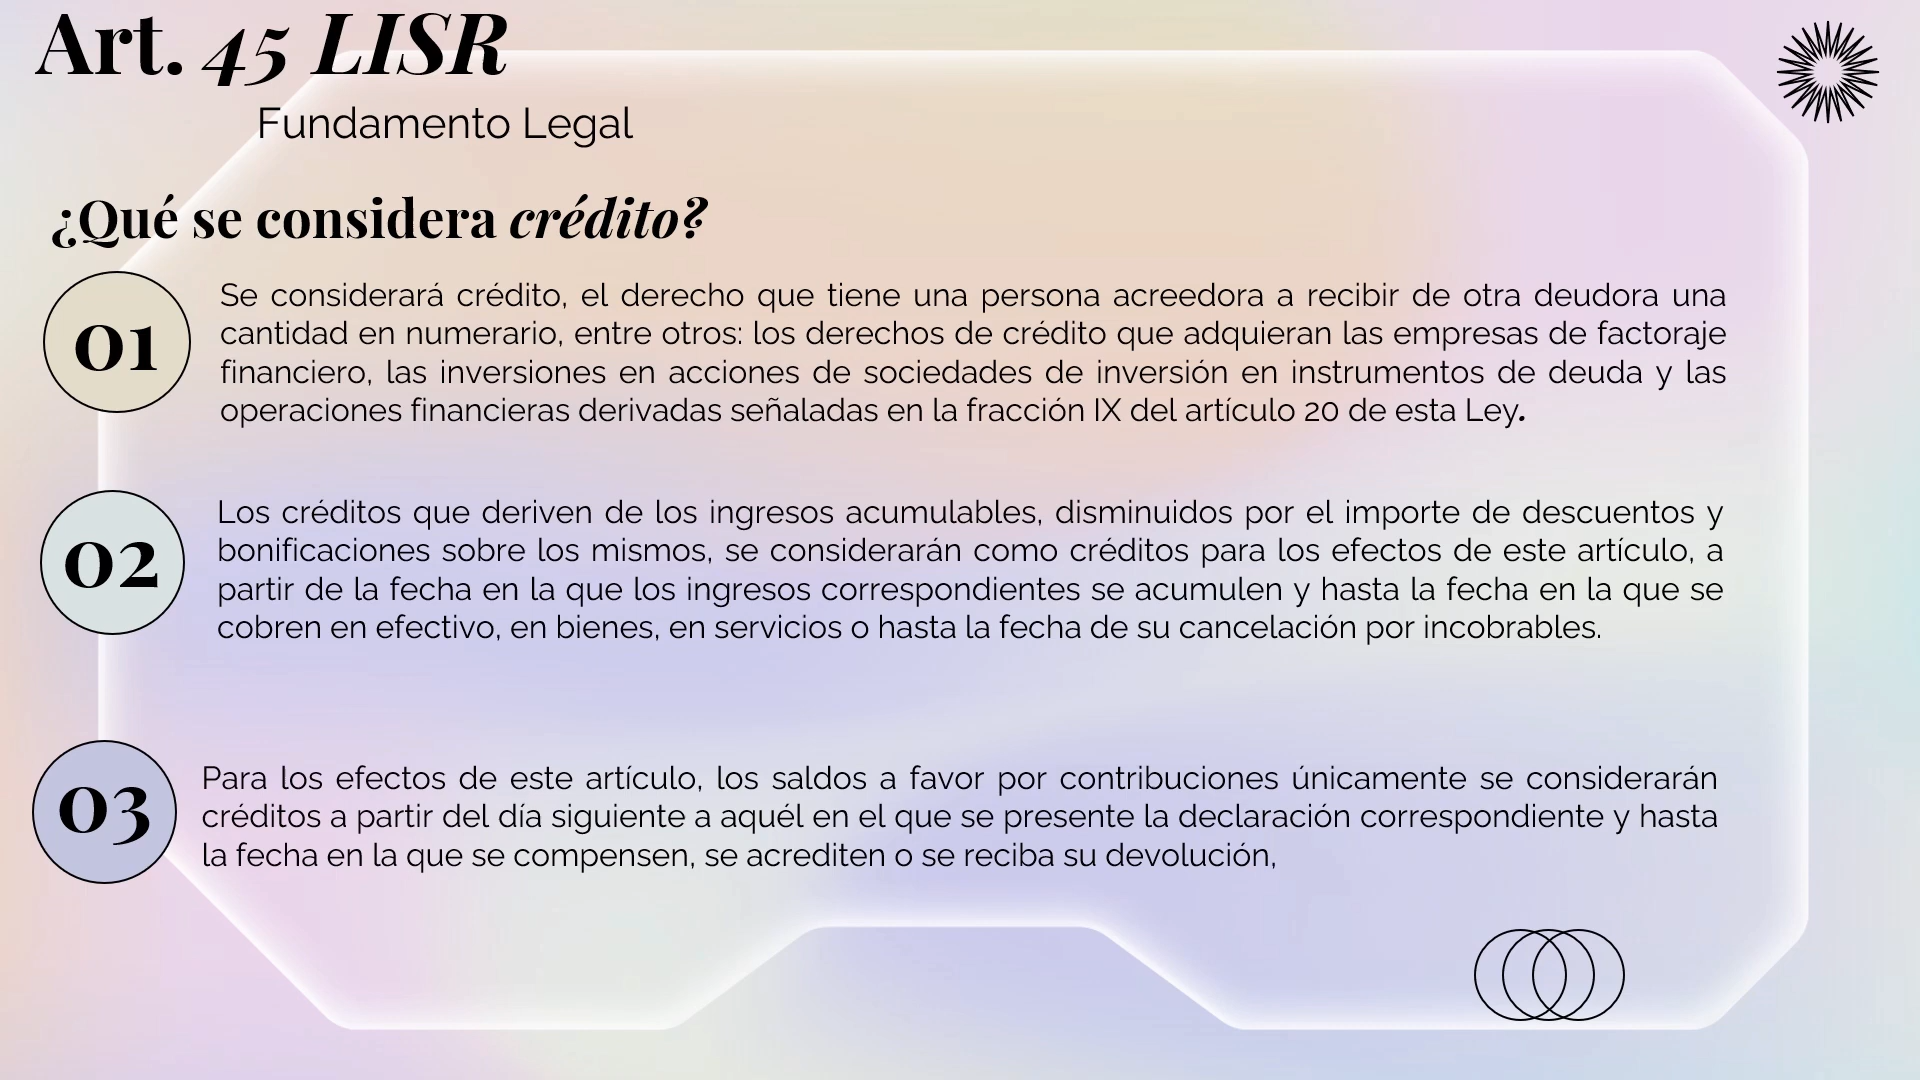 Art. 45 LISR
Fundamento Legal
¿Qué se considera crédito?
01
Se considerará crédito, el derecho que tiene una persona acreedora a recibir de otra deudora una
cantidad en numerario, entre otros: los derechos de crédito que adquieran las empresas de factoraje
financiero, las inversiones en acciones de sociedades de inversión en instrumentos de deuda y las
operaciones financieras derivadas señaladas en la fracción IX del artículo 20 de esta Ley.
02
Los créditos que deriven de los ingresos acumulables, disminuidos por el importe de descuentos y
bonificaciones sobre los mismos, se considerarán como créditos para los efectos de este artículo, a
partir de la fecha en la que los ingresos correspondientes se acumulen y hasta la fecha en la que se
cobren en efectivo, en bienes, en servicios o hasta la fecha de su cancelación por incobrables.
03
Para los efectos de este artículo, los saldos a favor por contribuciones únicamente se considerarán
créditos a partir del día siguiente a aquél en el que se presente la declaración correspondiente y hasta
la fecha en la que se compensen, se acrediten o se reciba su devolución,